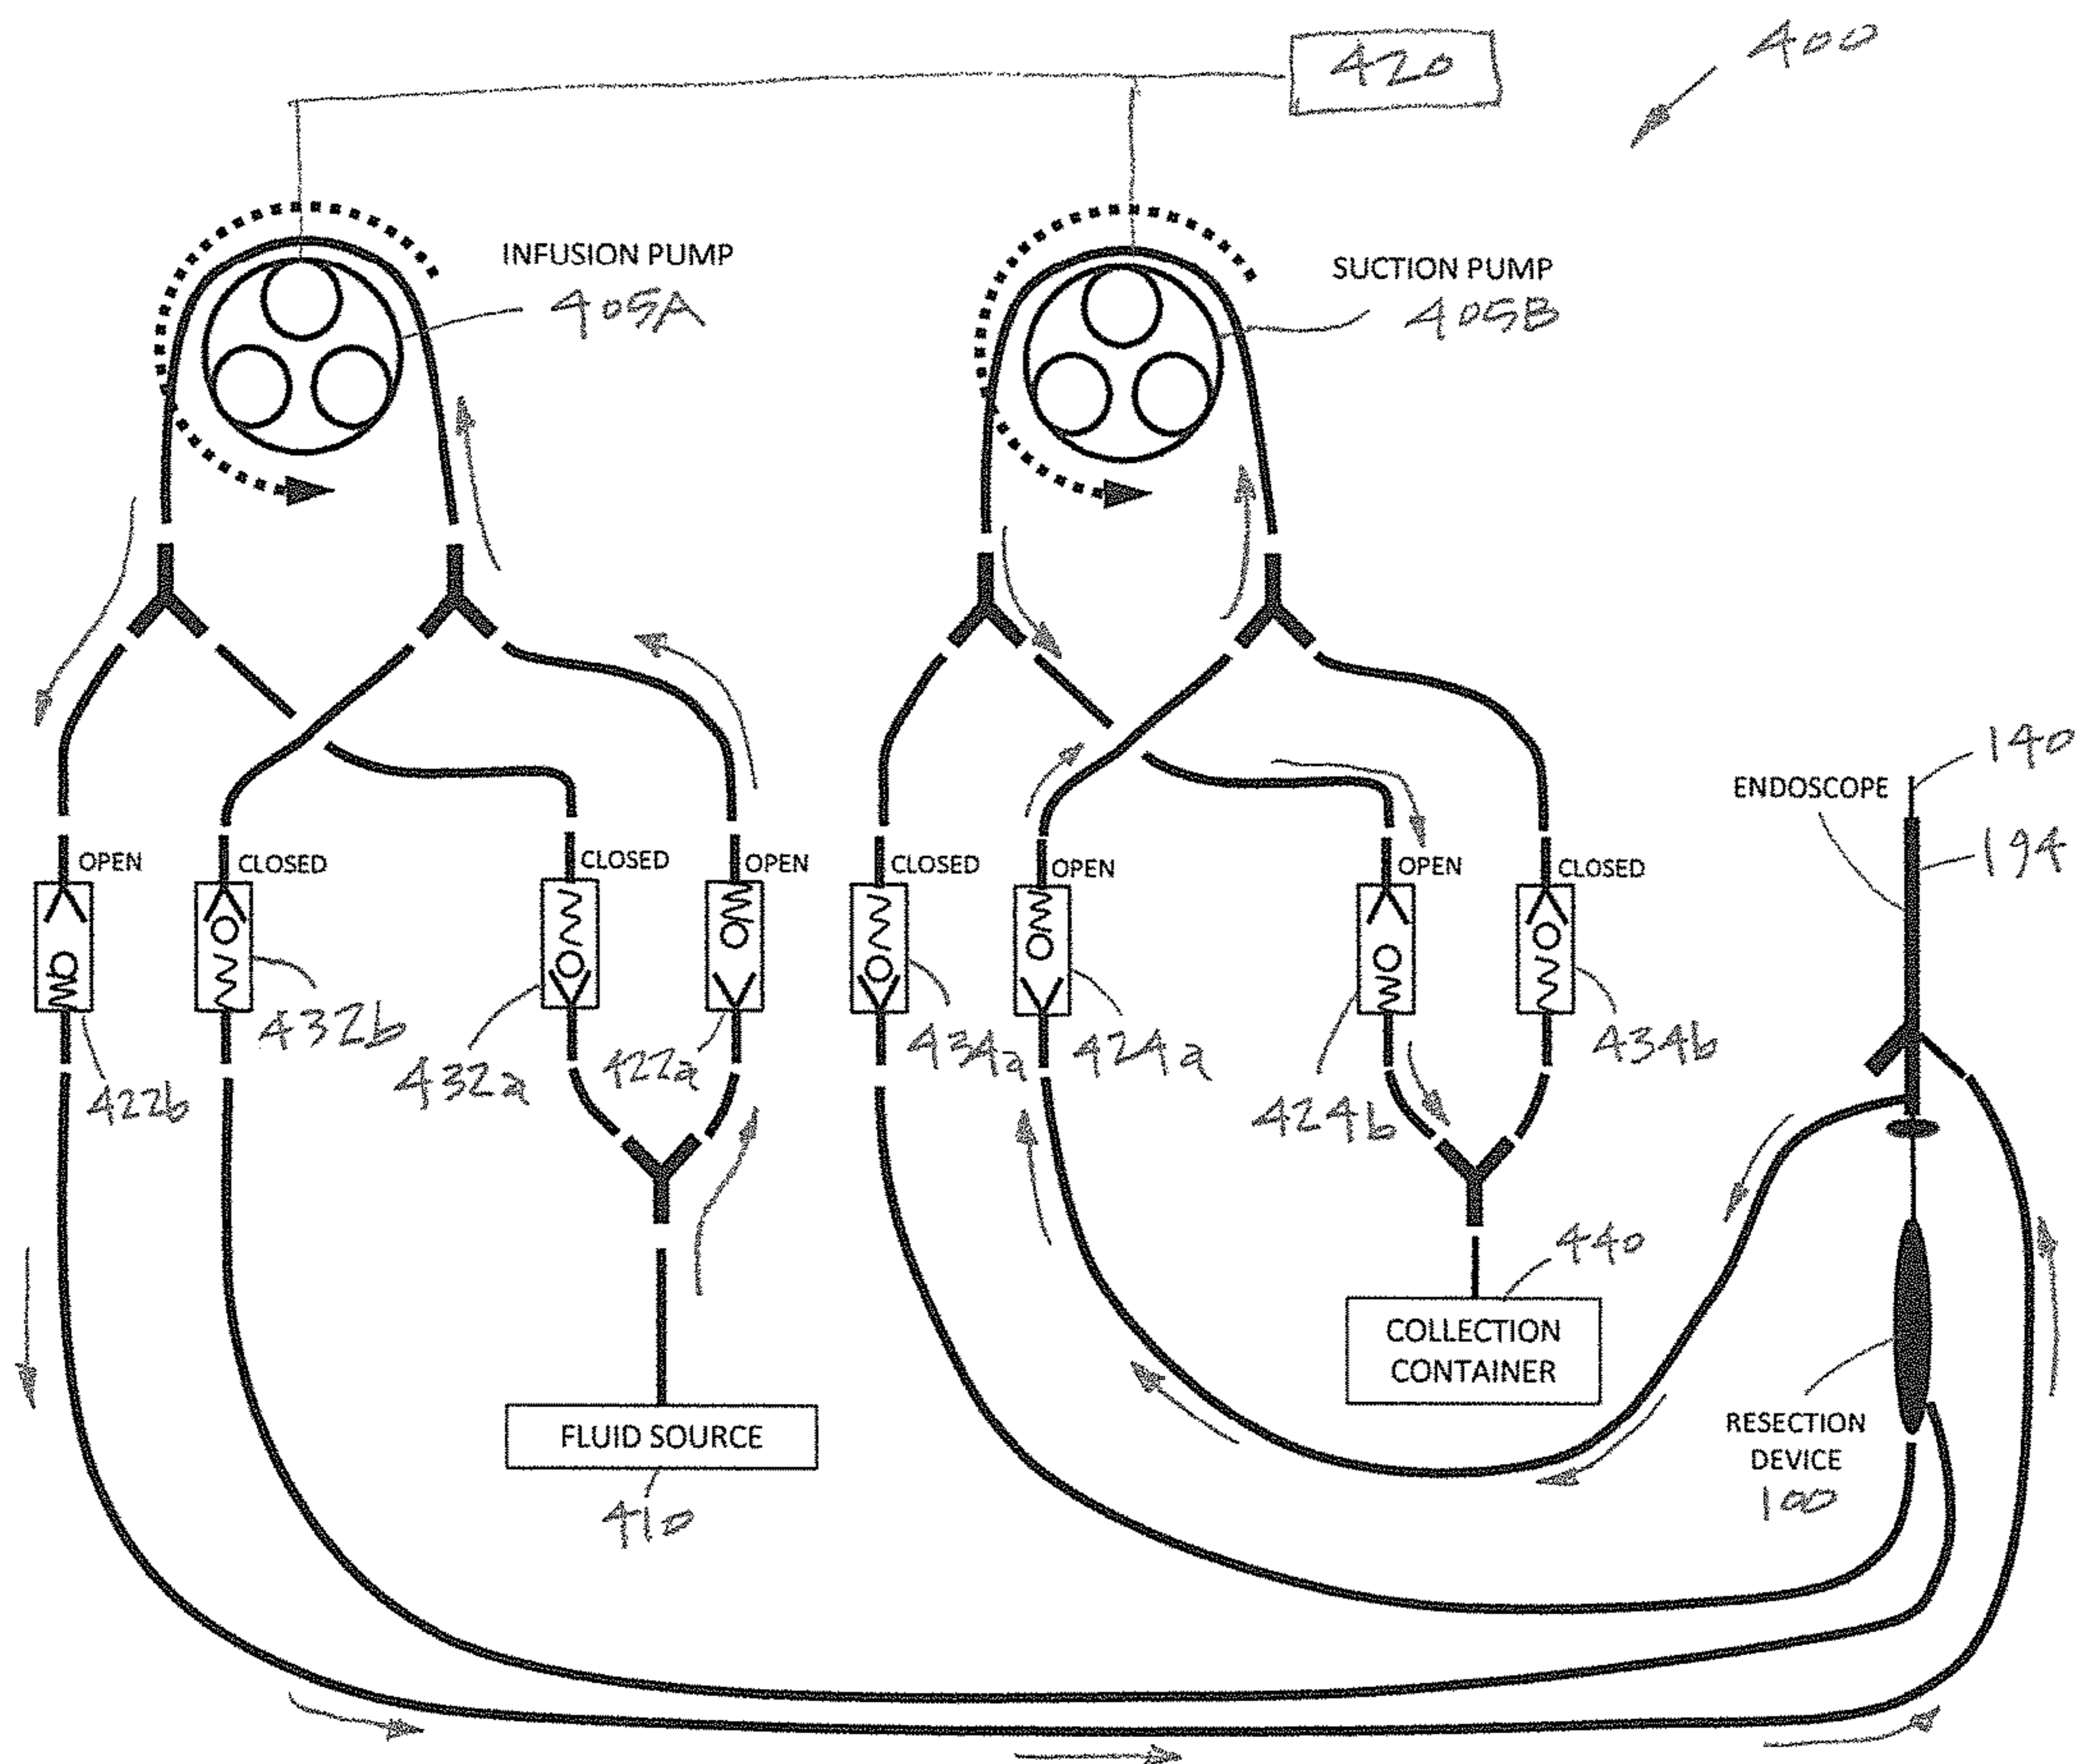 420
400
INFUSION PUMP
405A
SUCTION PUMP
405B
140
ENDOSCOPE
194
OPEN
CLOSED
CLOSED
OPEN
CLOSED
OPEN
OPEN
CLOSED
432b
432a
422a
434a
424a
434b
422b
424b
440
COLLECTION
CONTAINER
FLUID SOURCE
410
RESECTION
DEVICE
100